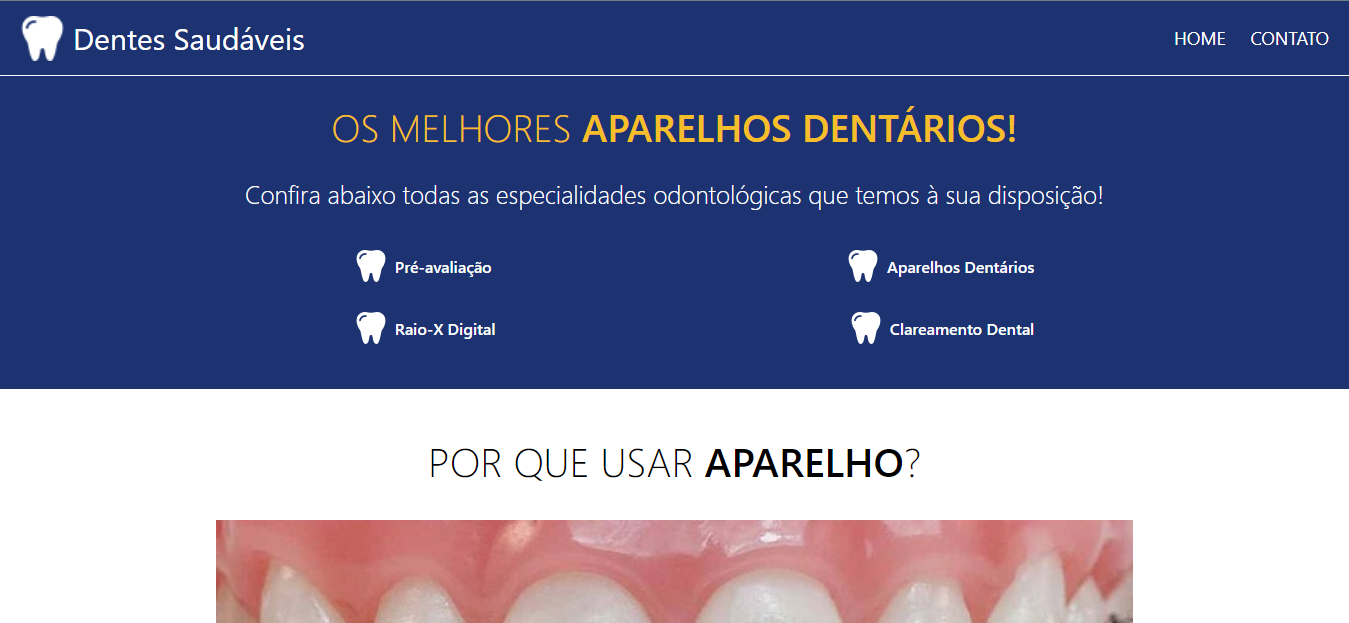 Dentes Saudáveis
HOME CONTATO
OS MELHORES APARELHOS DENTÁRIOS!
Confira abaixo todas as especialidades odontológicas que temos à sua disposição!
Pré-avaliação
Aparelhos Dentários
Raio-X Digital
Clareamento Dental
POR QUE USAR APARELHO?